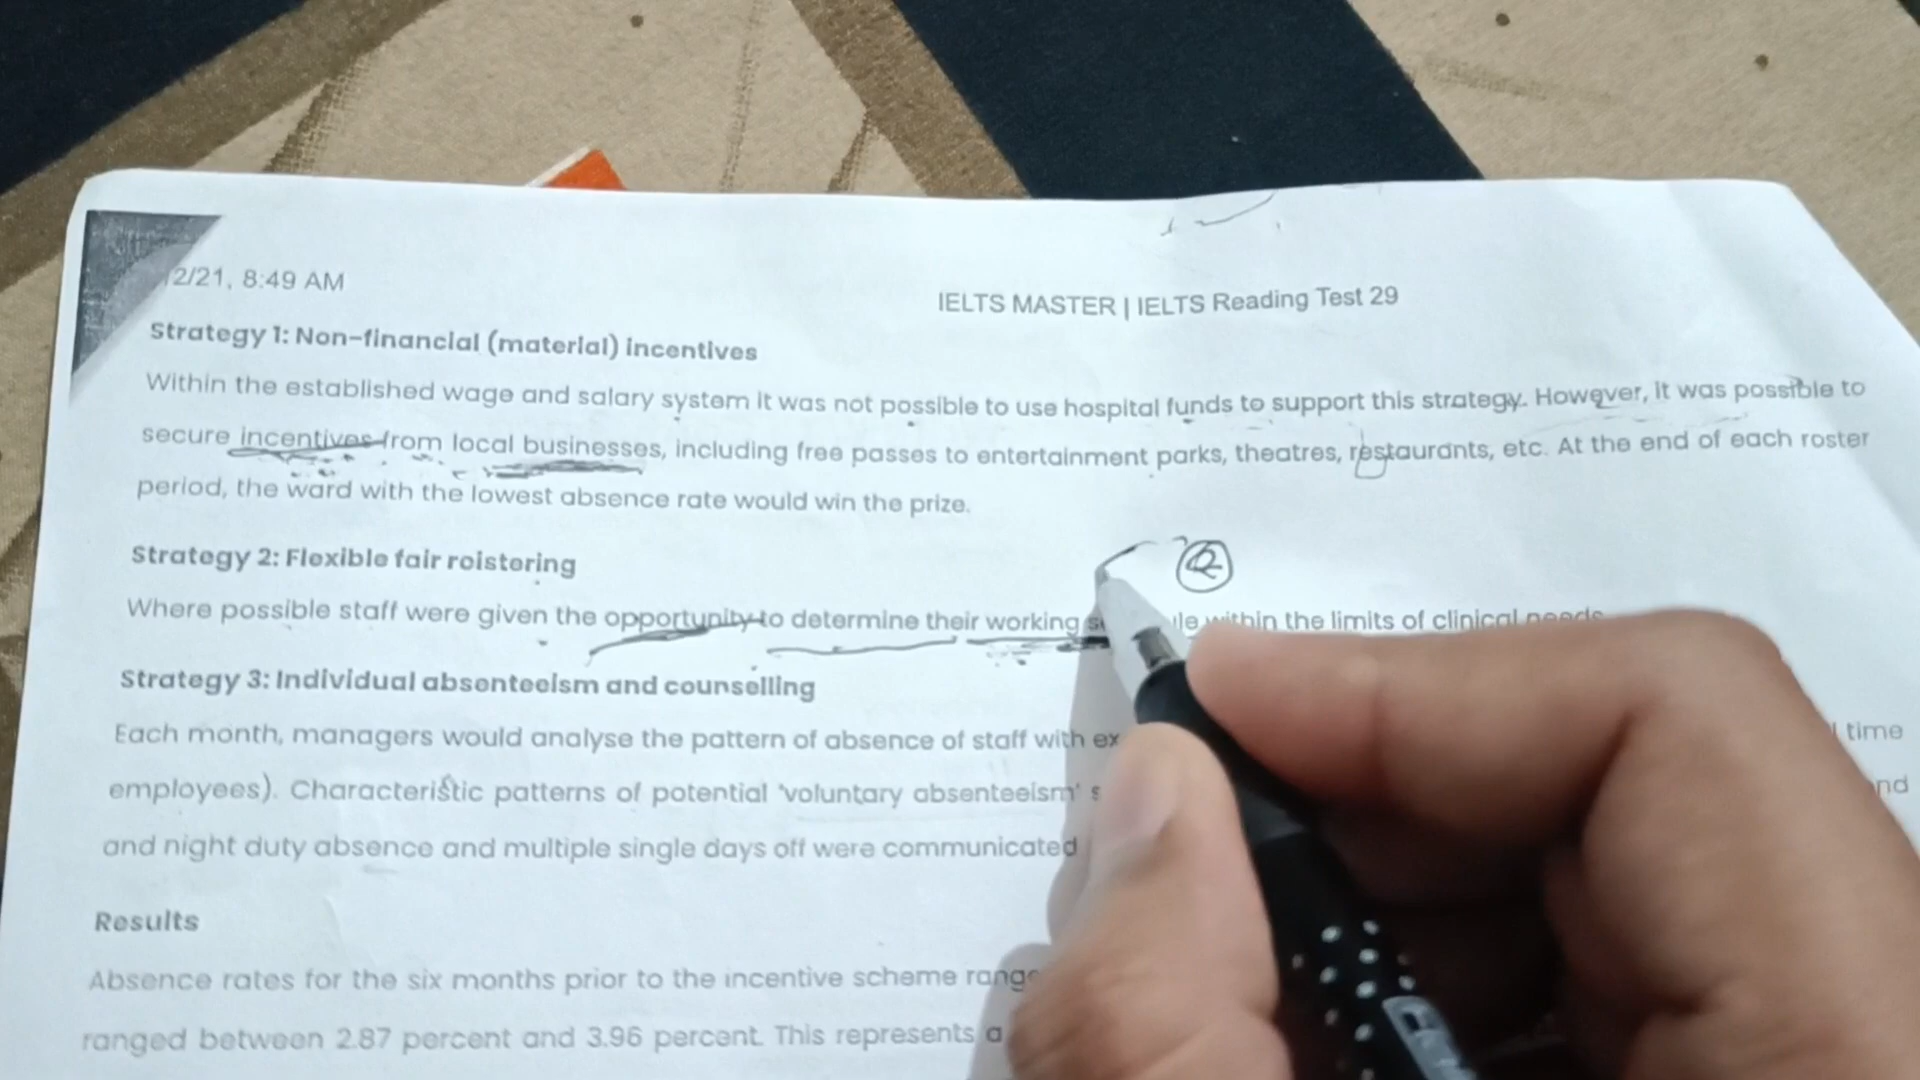 2/21, 8:49 AM
IELTS MASTER | IELTS Reading Test 29
Strategy 1: Non-financial (material) incentives
Within the established wage and salary system it was not possible to use hospital funds to support this strategy. However, it was possible to
secure incentives from local businesses, including free passes to entertainment parks, theatres, restaurants, etc. At the end of each roster
period, the ward with the lowest absence rate would win the prize.
Strategy 2: Flexible fair roistering
Where possible staff were given the opportunity to determine their working within the limits of clinical needs
Strategy 3: Individual absenteeism and counselling
Each month, managers would analyse the pattern of absence of staff with time
employees). Characteristic patterns of potential 'voluntary absenteeism'
and night duty absence and multiple single days off were communicated
Results
Absence rates for the six months prior to the incentive scheme
ranged between 2.87 percent and 3.96 percent. This represents a